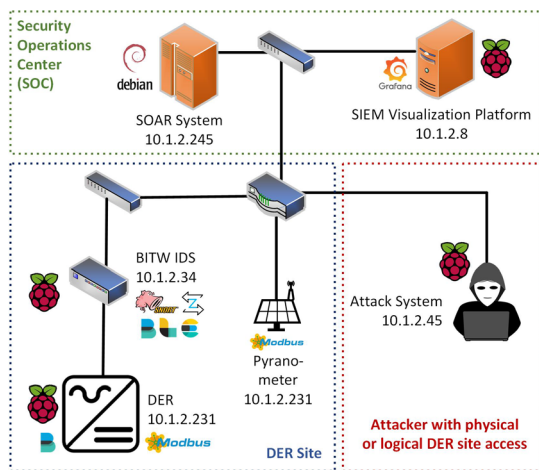 Security
Operations
Center
(SOC)
debian
SOAR System
10.1.2.245
Grafana
SIEM Visualization Platform
10.1.2.8
BITW IDS
10.1.2.34
SNORT
Z
Modbus
Pyrano-
meter
10.1.2.231
Attack System
10.1.2.45
DER
10.1.2.231
Modbus
DER Site
Attacker with physical
or logical DER site access